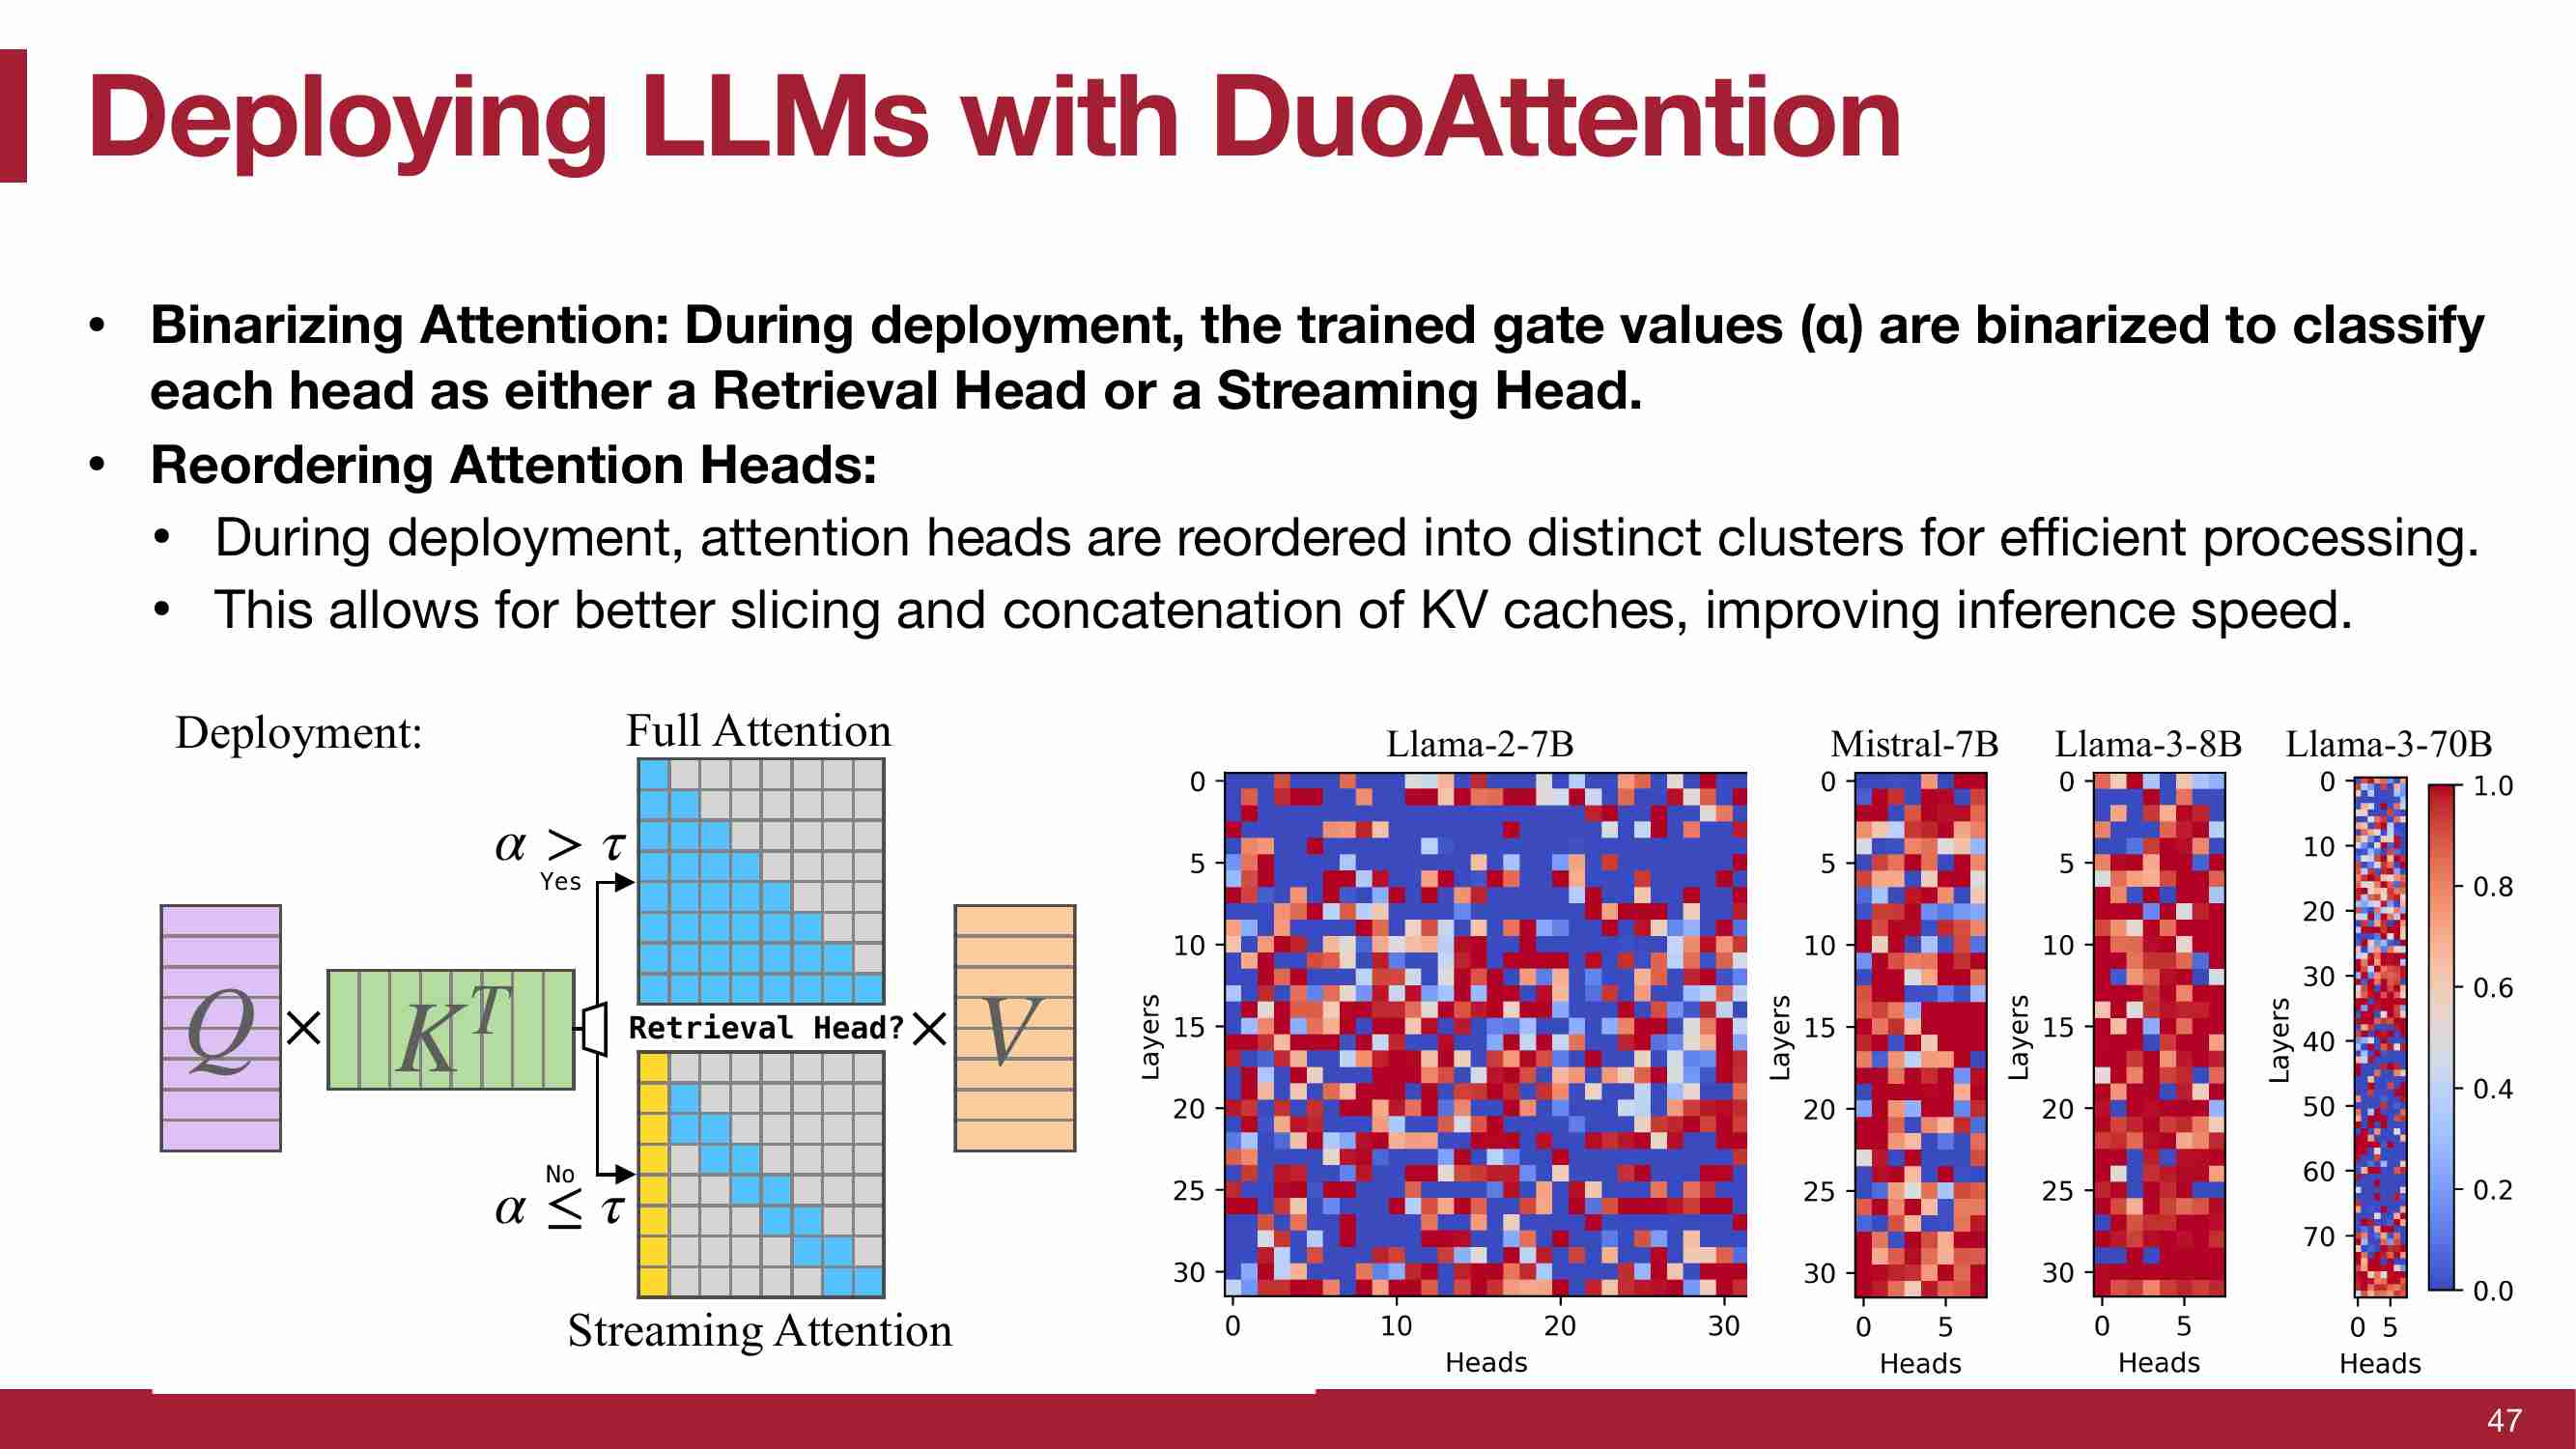 Deploying LLMs with DuoAttention
• Binarizing Attention: During deployment, the trained gate values (α) are binarized to classify
each head as either a Retrieval Head or a Streaming Head.
• Reordering Attention Heads:
• During deployment, attention heads are reordered into distinct clusters for efficient processing.
• This allows for better slicing and concatenation of KV caches, improving inference speed.
Deployment:
Full Attention
α > τ
Yes
Q × K^T
Retrieval Head? × V
No
α ≤ τ
Streaming Attention
Llama-2-7B
0
5
10
15
20
25
30
Layers
0 10 20 30
Heads
Mistral-7B
0
5
10
15
20
25
30
Layers
0 5
Heads
Llama-3-8B
0
5
10
15
20
25
30
Layers
0 5
Heads
Llama-3-70B
0
10
20
30
40
50
60
70
Layers
0 5
Heads
1.0
0.8
0.6
0.4
0.2
0.0
47